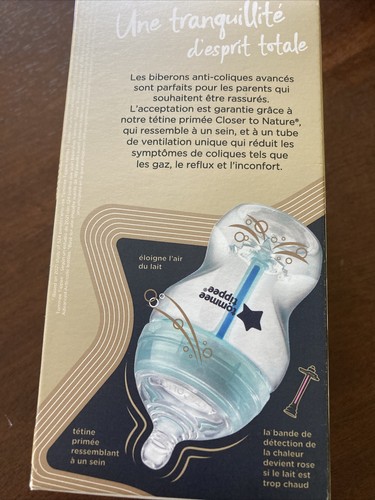 Une tranquillité
d'esprit totale
Les biberons anti-coliques avancés
sont parfaits pour les parents qui
souhaitent être rassurés.
L'acceptation est garantie grâce à
notre tétine primée Closer to Nature®,
qui ressemble à un sein, et à un tube
de ventilation unique qui réduit les
symptômes de coliques tels que
les gaz, le reflux et l'inconfort.
éloigne l'air
du lait
tommee
tippee
tétine
primée
ressemblant
à un sein
la bande de
détection de
la chaleur
devient rose
si le lait est
trop chaud